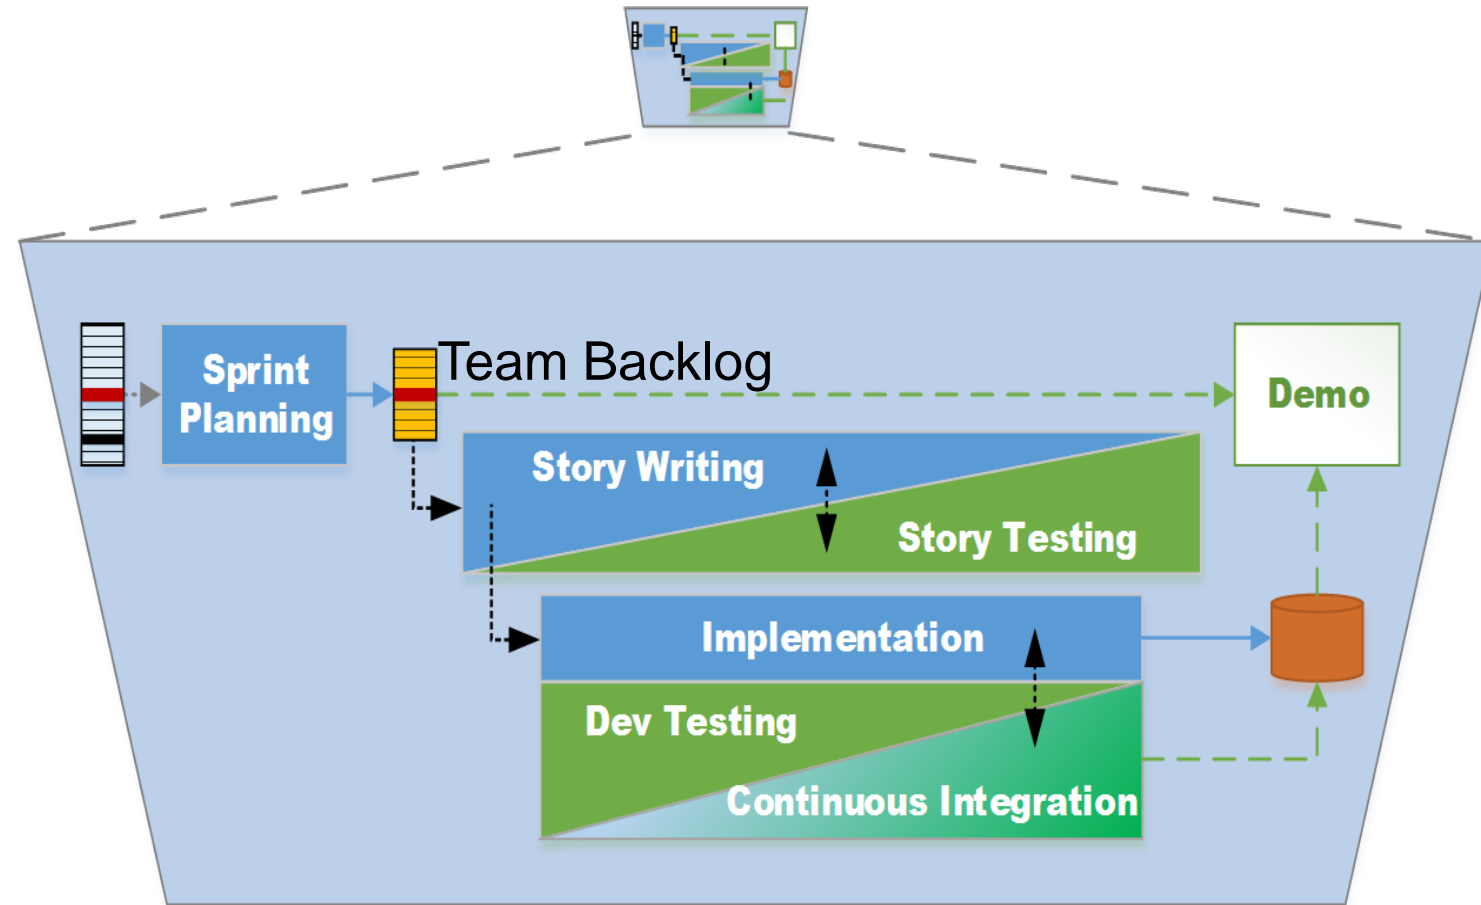 Sprint
Planning
Team Backlog
Demo
Story Writing
Story Testing
Implementation
Dev Testing
Continuous Integration